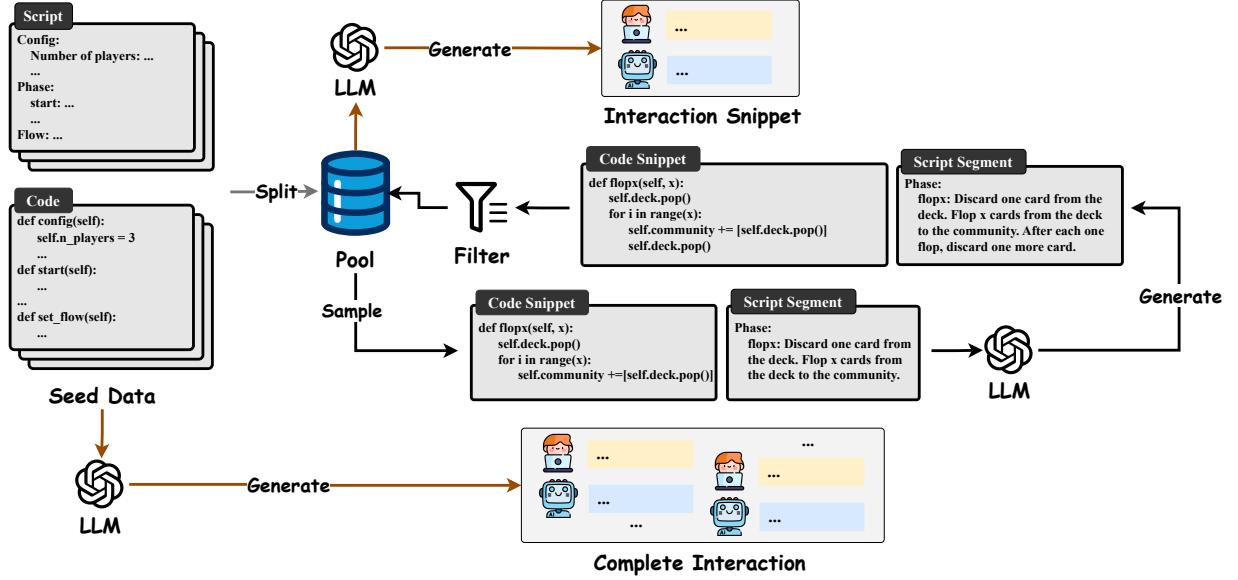 Script
Config:
Number of players: ...
...
Phase:
start: ...
...
Flow: ...
Code
def config(self):
self.n_players = 3
...
def start(self):
...
...
def set_flow(self):
...
Seed Data
LLM
Generate
...
...
Interaction Snippet
Split
Pool
Filter
Code Snippet
def flopx(self, x):
self.deck.pop()
for i in range(x):
self.community += [self.deck.pop()]
self.deck.pop()
Script Segment
Phase:
flopx: Discard one card from the
deck. Flop x cards from the deck
to the community. After each one
flop, discard one more card.
Sample
Code Snippet
def flopx(self, x):
self.deck.pop()
for i in range(x):
self.community +=[self.deck.pop()]
Script Segment
Phase:
flopx: Discard one card from
the deck. Flop x cards from
the deck to the community.
LLM
Generate
LLM
Generate
...
...
...
...
...
...
AI
AI
AI
Complete Interaction